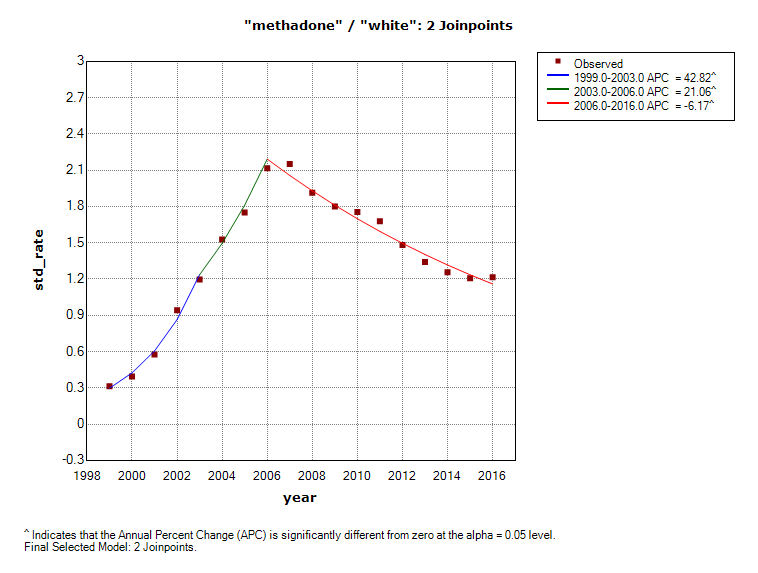 "methadone" / "white": 2 Joinpoints
Observed
1999.0-2003.0 APC = 42.82^
2003.0-2006.0 APC = 21.06^
2006.0-2016.0 APC = -6.17^
3
2.7
2.4
2.1
1.8
1.5
1.2
0.9
0.6
0.3
0
-0.3
std_rate
1998 2000 2002 2004 2006 2008 2010 2012 2014 2016
year
^ Indicates that the Annual Percent Change (APC) is significantly different from zero at the alpha = 0.05 level.
Final Selected Model: 2 Joinpoints.